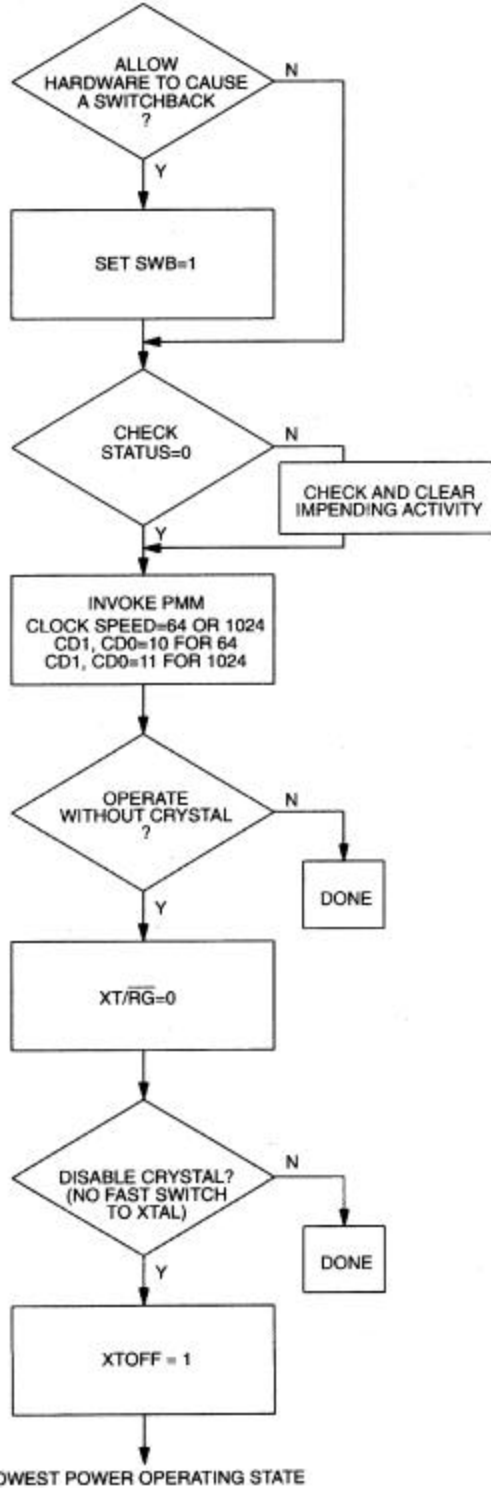 ALLOW
HARDWARE TO CAUSE
A SWITCHBACK
?
N
Y
SET SWB=1
CHECK
STATUS=0
N
CHECK AND CLEAR
IMPENDING ACTIVITY
Y
INVOKE PMM
CLOCK SPEED=64 OR 1024
CD1, CD0=10 FOR 64
CD1, CD0=11 FOR 1024
OPERATE
WITHOUT CRYSTAL
?
N
DONE
Y
XT/R̅G̅=0
DISABLE CRYSTAL?
(NO FAST SWITCH
TO XTAL)
N
DONE
Y
XTOFF = 1
OWEST POWER OPERATING STATE